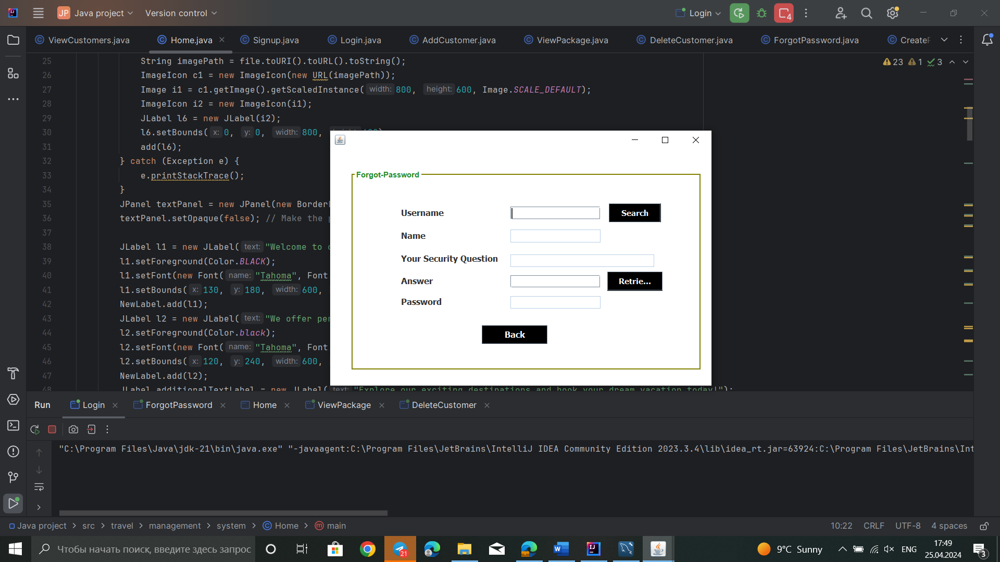 JP Java project Version control Login 4
ViewCustomers.java Home.java Signup.java Login.java AddCustomer.java ViewPackage.java DeleteCustomer.java ForgotPassword.java
23 1 3
25 String imagePath = file.toURI().toURL().toString();
26 ImageIcon c1 = new ImageIcon(new URL(imagePath));
27 Image i1 = c1.getImage().getScaledInstance( width: 800, height: 600, Image.SCALE_DEFAULT);
28 ImageIcon i2 = new ImageIcon(i1);
29 JLabel l6 = new JLabel(i2);
30 l6.setBounds( x: 0, y: 0, width: 800,
31 add(l6);
32 } catch (Exception e) {
33 e.printStackTrace();
34 }
35 JPanel textPanel = new JPanel(new
36 textPanel.setOpaque(false); // Make the
37
38 JLabel l1 = new JLabel( text: "Welcome to
39 l1.setForeground(Color.BLACK);
40 l1.setFont(new Font( name: "Tahoma", Font
41 l1.setBounds( x: 130, y: 180, width: 600,
42 NewLabel.add(l1);
43 JLabel l2 = new JLabel( text: "We offer
44 l2.setForeground(Color.black);
45 l2.setFont(new Font( name: "Tahoma", Font
46 l2.setBounds( x: 120, y: 240, width: 600,
47 NewLabel.add(l2);
48 JLabel additionalTextLabel = new JLabel( text: "Explore our exciting destinations and book your dream vacation today!");
Forgot-Password
Username Search
Name
Your Security Question
Answer Retrie...
Password
Back
Run Login ForgotPassword Home ViewPackage DeleteCustomer
"C:\Program Files\Java\jdk-21\bin\java.exe" "-javaagent:C:\Program Files\JetBrains\IntelliJ IDEA Community Edition 2023.3.4\lib\idea_rt.jar=63924:C:\Program Files\JetBrains\Int
Java project > src > travel > management > system > Home > main 10:22 CRLF UTF-8 4 spaces
Чтобы начать поиск, введите здесь запрос 21 9°C Sunny ENG 17:49
25.04.2024 3